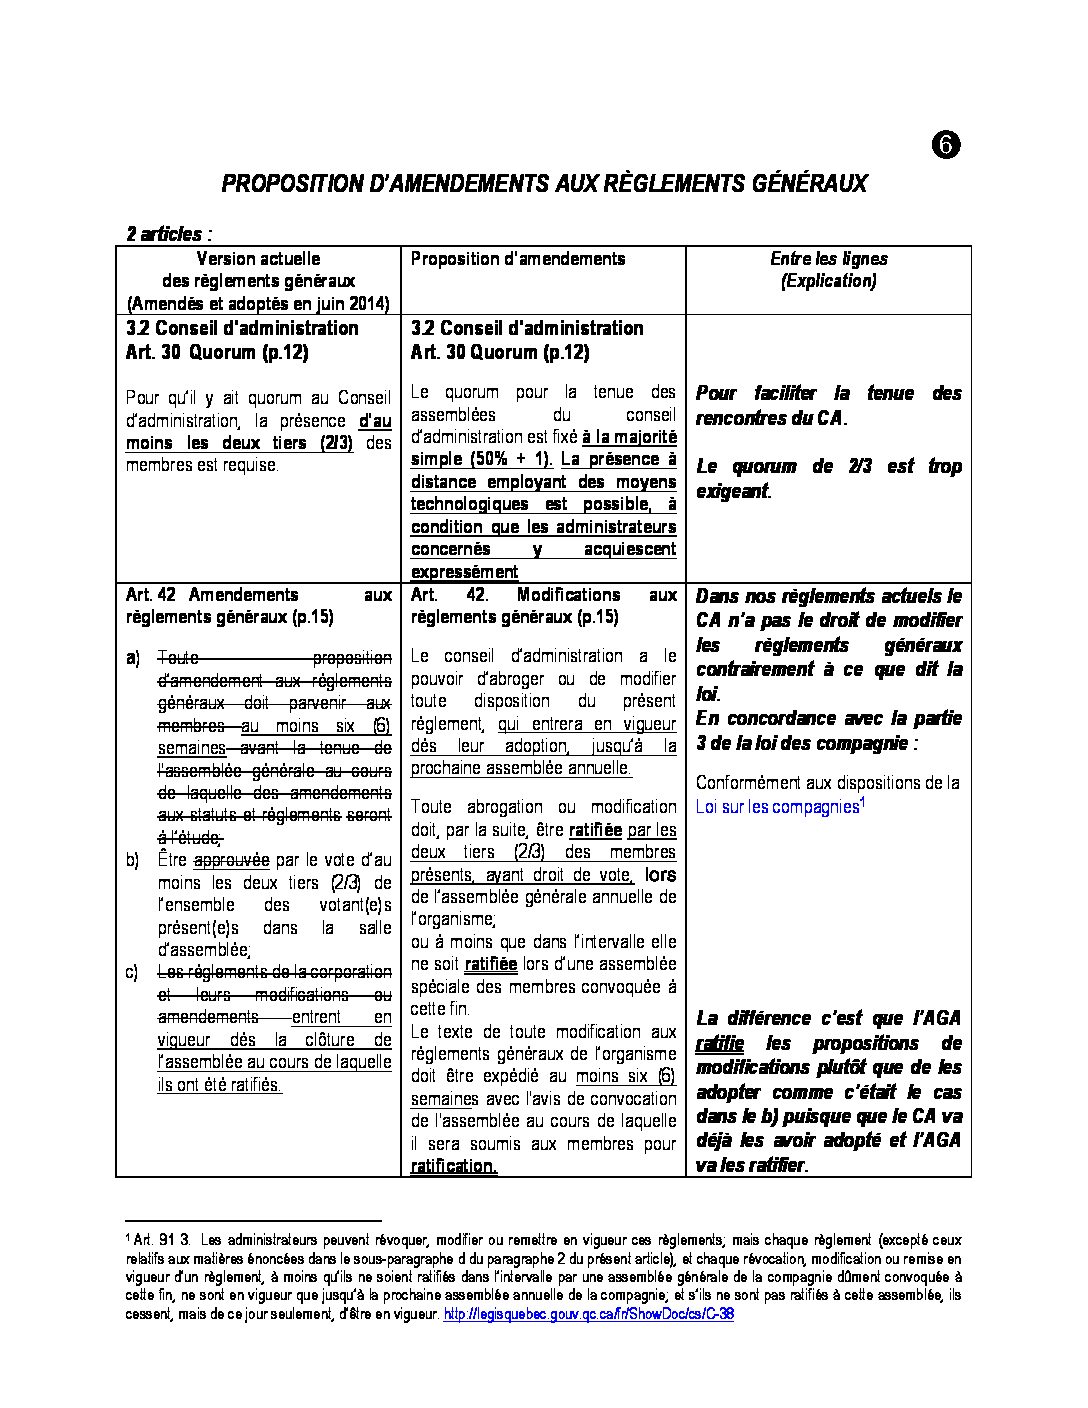 6
PROPOSITION D'AMENDEMENTS AUX RÈGLEMENTS GÉNÉRAUX
2 articles :
Version actuelle
des règlements généraux
(Amendés et adoptés en juin 2014)
Proposition d'amendements
Entre les lignes
(Explication)
3.2 Conseil d'administration
Art. 30 Quorum (p.12)
Pour qu'il y ait quorum au Conseil
d'administration, la présence d'au
moins les deux tiers (2/3) des
membres est requise.
3.2 Conseil d'administration
Art. 30 Quorum (p.12)
Le quorum pour la tenue des
assemblées du conseil
d'administration est fixé à la majorité
simple (50% + 1). La présence à
distance employant des moyens
technologiques est possible, à
condition que les administrateurs
concernés y acquiescent
expressément
Pour faciliter la tenue des
rencontres du CA.
Le quorum de 2/3 est trop
exigeant.
Art. 42 Amendements aux
règlements généraux (p.15)
a) Toute proposition
d'amendement aux règlements
généraux doit parvenir aux
membres au moins six (6)
semaines avant la tenue de
l'assemblée générale au cours
de laquelle des amendements
aux statuts et règlements seront
à l'étude;
b) Être approuvée par le vote d'au
moins les deux tiers (2/3) de
l'ensemble des votant(e)s
présent(e)s dans la salle
d'assemblée;
c) Les règlements de la corporation
et leurs modifications ou
amendements entrent en
vigueur dès la clôture de
l'assemblée au cours de laquelle
ils ont été ratifiés.
Art. 42. Modifications aux
règlements généraux (p.15)
Le conseil d'administration a le
pouvoir d'abroger ou de modifier
toute disposition du présent
règlement, qui entrera en vigueur
dès leur adoption, jusqu'à la
prochaine assemblée annuelle.
Toute abrogation ou modification
doit, par la suite, être ratifiée par les
deux tiers (2/3) des membres
présents, ayant droit de vote, lors
de l'assemblée générale annuelle de
l'organisme;
ou à moins que dans l'intervalle elle
ne soit ratifiée lors d'une assemblée
spéciale des membres convoquée à
cette fin.
Le texte de toute modification aux
règlements généraux de l'organisme
doit être expédié au moins six (6)
semaines avec l'avis de convocation
de l'assemblée au cours de laquelle
il sera soumis aux membres pour
ratification.
Dans nos règlements actuels le
CA n'a pas le droit de modifier
les règlements généraux
contrairement à ce que dit la
loi.
En concordance avec la partie
3 de la loi des compagnie :
Conformément aux dispositions de la
Loi sur les compagnies1
La différence c'est que l'AGA
ratifie les propositions de
modifications plutôt que de les
adopter comme c'était le cas
dans le b) puisque que le CA va
déjà les avoir adopté et l'AGA
va les ratifier.
1 Art. 91 3. Les administrateurs peuvent révoquer, modifier ou remettre en vigueur ces règlements; mais chaque règlement (excepté ceux
relatifs aux matières énoncées dans le sous-paragraphe d du paragraphe 2 du présent article), et chaque révocation, modification ou remise en
vigueur d'un règlement, à moins qu'ils ne soient ratifiés dans l'intervalle par une assemblée générale de la compagnie dûment convoquée à
cette fin, ne sont en vigueur que jusqu'à la prochaine assemblée annuelle de la compagnie; et s'ils ne sont pas ratifiés à cette assemblée, ils
cessent, mais de ce jour seulement, d'être en vigueur. http://legisquebec.gouv.qc.ca/fr/ShowDoc/cs/C-38